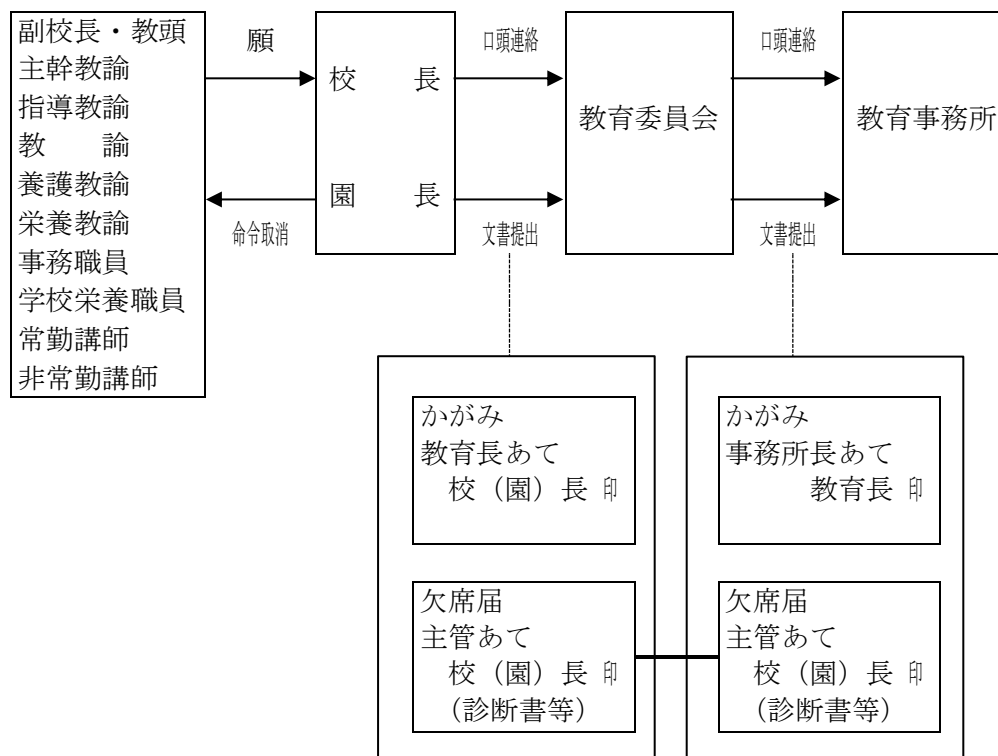 副校長・教頭
主幹教諭
指導教諭
教　　諭
養護教諭
栄養教諭
事務職員
学校栄養職員
常勤講師
非常勤講師
願
命令取消
校　　長
園　　長
口頭連絡
文書提出
教育委員会
口頭連絡
文書提出
教育事務所
かがみ
教育長あて
校（園）長 印
欠席届
主管あて
校（園）長 印
（診断書等）
かがみ
事務所長あて
教育長 印
欠席届
主管あて
校（園）長 印
（診断書等）